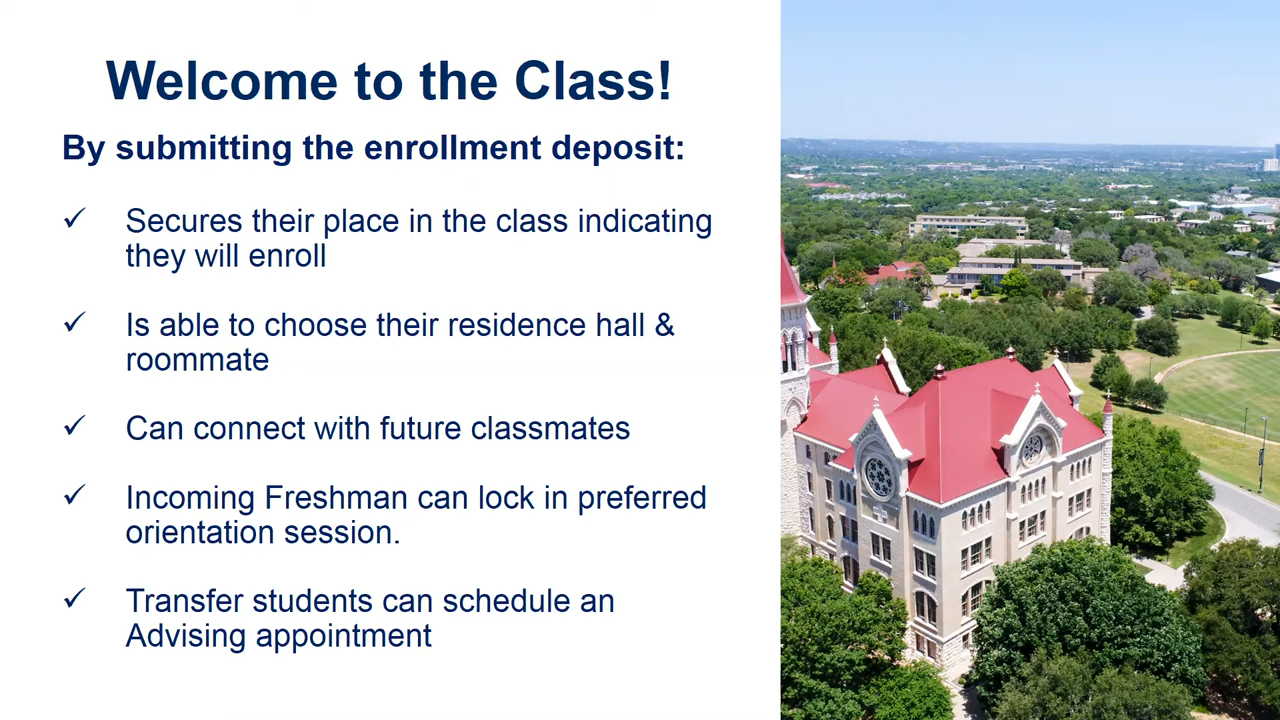 Welcome to the Class!
By submitting the enrollment deposit:
✓ Secures their place in the class indicating
they will enroll
✓ Is able to choose their residence hall &
roommate
✓ Can connect with future classmates
✓ Incoming Freshman can lock in preferred
orientation session.
✓ Transfer students can schedule an
Advising appointment